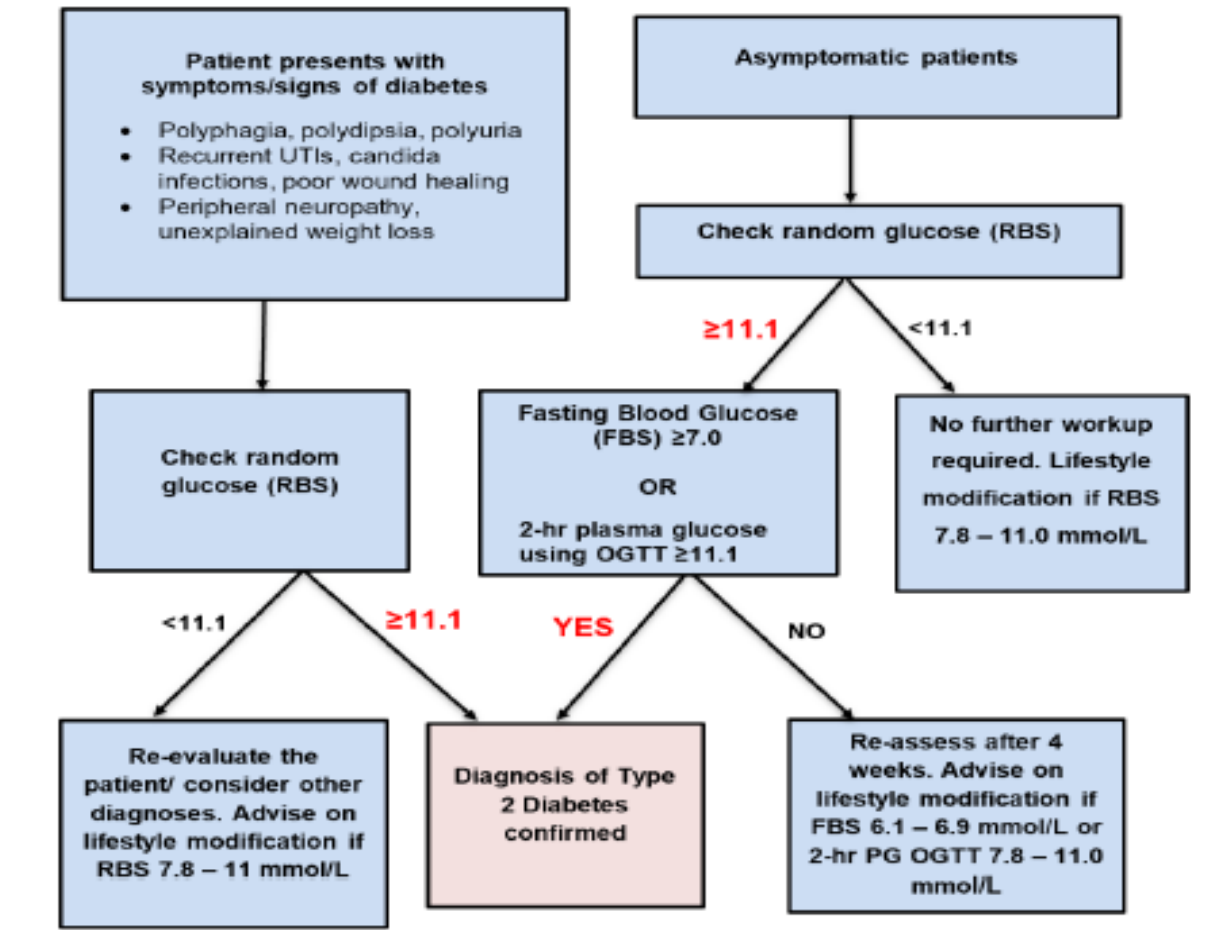 Patient presents with
symptoms/signs of diabetes
• Polyphagia, polydipsia, polyuria
• Recurrent UTIs, candida
infections, poor wound healing
• Peripheral neuropathy,
unexplained weight loss
Asymptomatic patients
Check random glucose (RBS)
≥11.1
<11.1
Check random
glucose (RBS)
Fasting Blood Glucose
(FBS) ≥7.0
OR
2-hr plasma glucose
using OGTT ≥11.1
No further workup
required. Lifestyle
modification if RBS
7.8 – 11.0 mmol/L
<11.1
≥11.1
YES
NO
Re-evaluate the
patient/ consider other
diagnoses. Advise on
lifestyle modification if
RBS 7.8 – 11 mmol/L
Diagnosis of Type
2 Diabetes
confirmed
Re-assess after 4
weeks. Advise on
lifestyle modification if
FBS 6.1 – 6.9 mmol/L or
2-hr PG OGTT 7.8 – 11.0
mmol/L